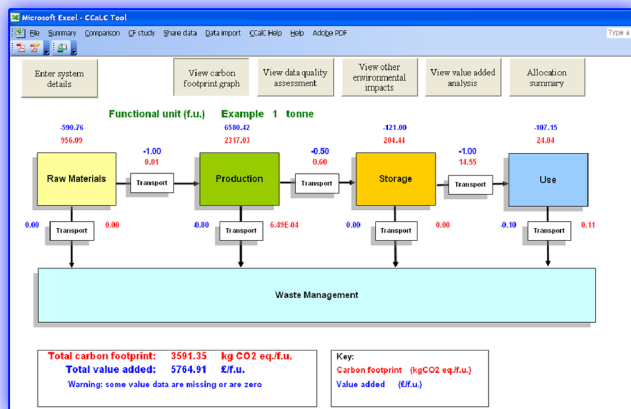 Microsoft Excel - CCaLC Tool
File Summary Comparison CF study Share data Data import CCalC Help Help Adobe PDF
Type a
Enter system details
View carbon footprint graph
View data quality assessment
View other environmental impacts
View value added analysis
Allocation summary
Functional unit (f.u.) Example 1 tonne
-590.76
956.09
6580.42
2317.03
-121.00
204.44
-107.15
24.04
Raw Materials
-1.00
0.01
Transport
Production
-0.50
0.60
Transport
Storage
-1.00
14.55
Transport
Use
0.00 Transport 0.00
-0.80 Transport 6.49E-04
0.00 Transport 0.00
-0.10 Transport 0.11
Waste Management
Total carbon footprint: 3591.35 kg CO2 eq./f.u.
Total value added: 5764.91 £/f.u.
Warning: some value data are missing or are zero
Key:
Carbon footprint (kgCO2 eq./f.u.)
Value added (£/f.u.)